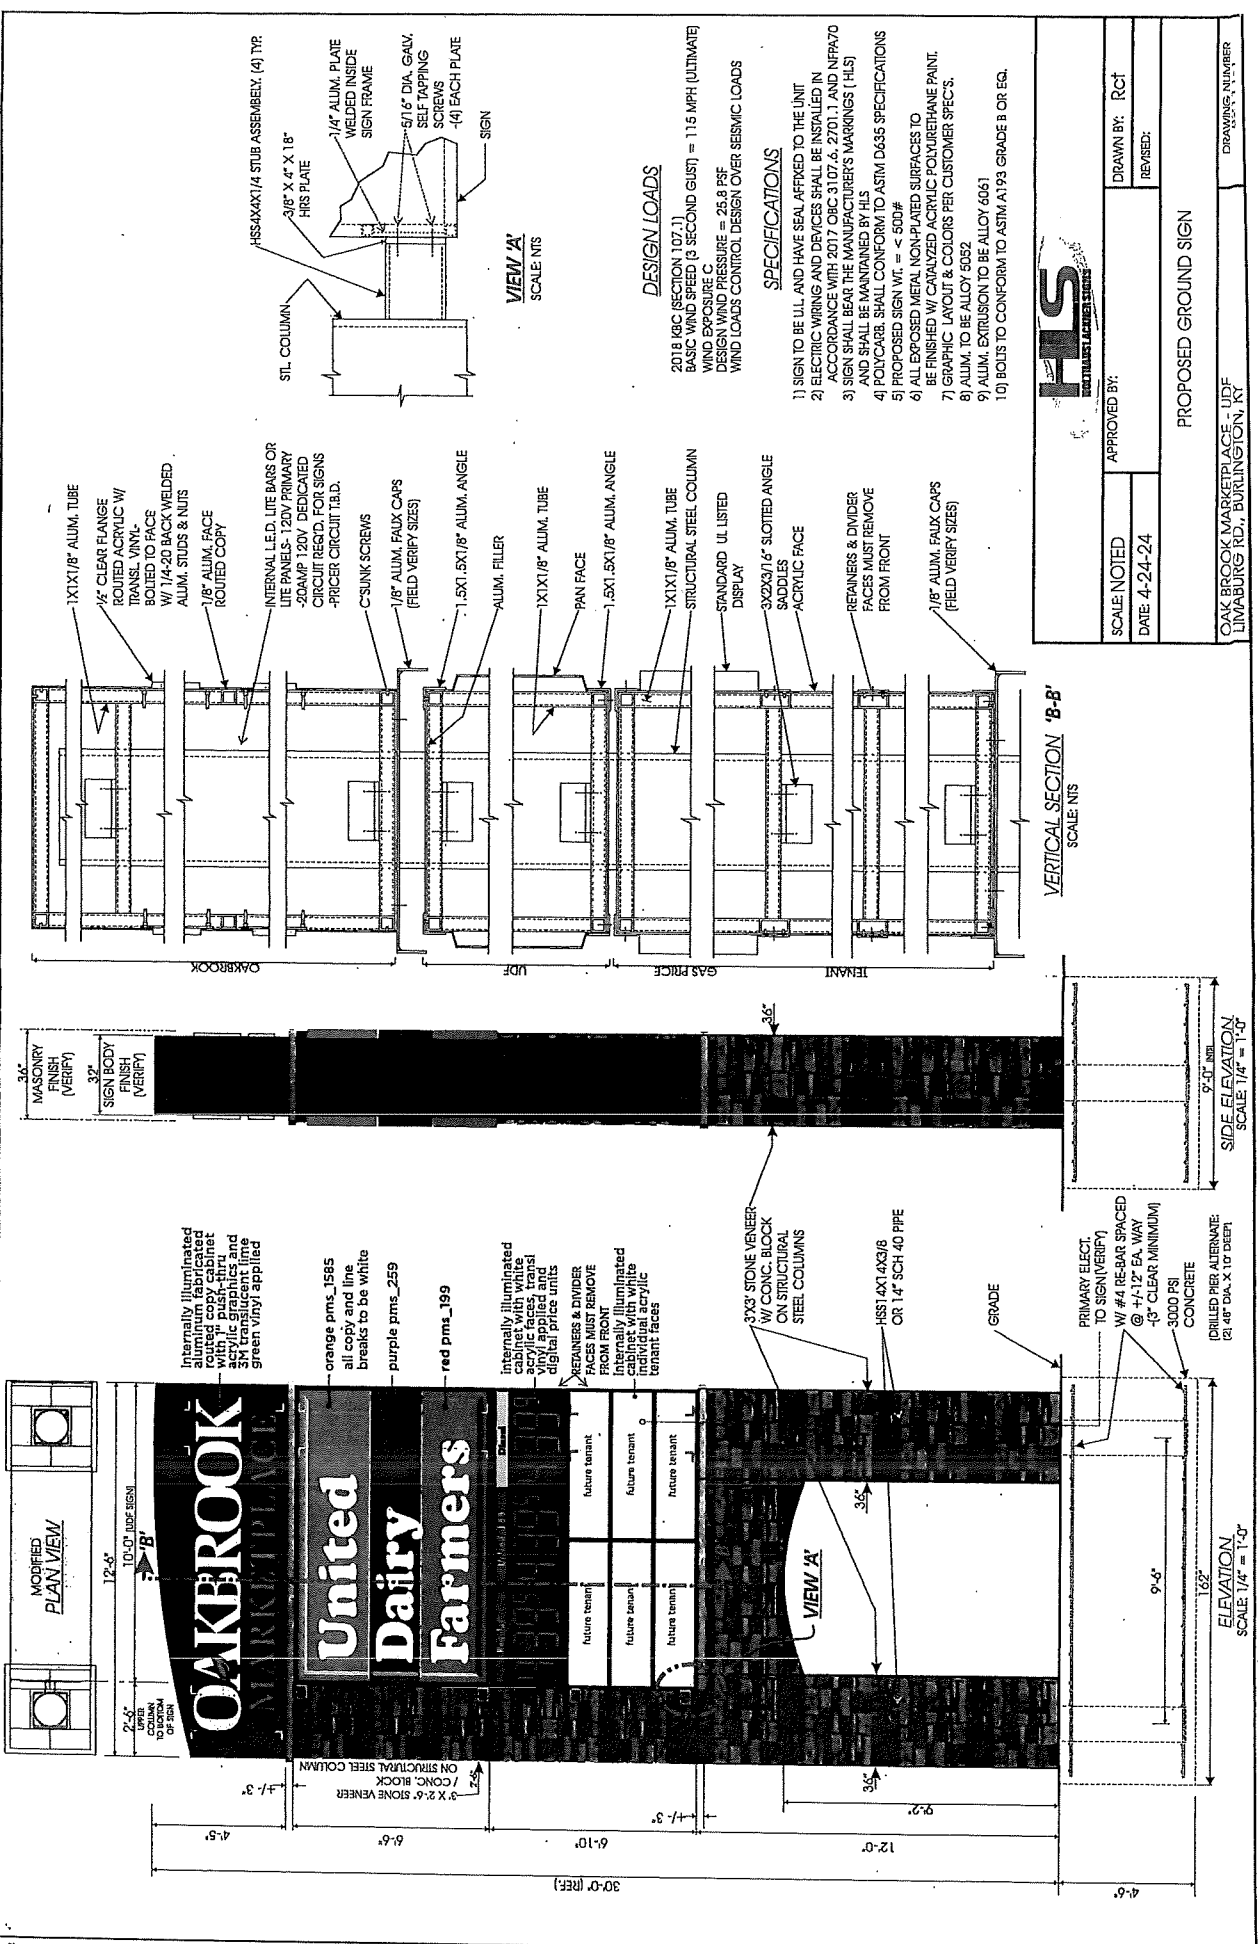 MODIFIED
PLAN VIEW
12'-6"
2'-6"
UPPER
COLUMN
TO BOTTOM
OF SIGN
10'-0" (UDF SIGN)
'B'
OAKBROOK
MARKETPLACE
United
Dairy
Farmers
Diesel
future tenant
future tenant
future tenant
future tenant
future tenant
future tenant
VIEW 'A'
Internally illuminated
aluminum fabricated
routed copy cabinet
with 1" push-thru
acrylic graphics and
3M translucent lime
green vinyl applied
orange pms_1585
all copy and line
breaks to be white
purple pms_259
red pms_199
internally illuminated
cabinet with white
acrylic faces, transl
vinyl applied and
digital price units
RETAINERS & DIVIDER
FACES MUST REMOVE
FROM FRONT
Internally illuminated
cabinet with white
individual acrylic
tenant faces
3'X3' STONE VENEER
W/ CONC. BLOCK
ON STRUCTURAL
STEEL COLUMNS
HSS14X14X3/8
OR 14" SCH 40 PIPE
GRADE
PRIMARY ELECT.
TO SIGN(VERIFY)
W/ #4 RE-BAR SPACED
@ +/-12" EA. WAY
-(3" CLEAR MINIMUM)
3000 PSI
CONCRETE
(DRILLED PIER ALTERNATE:
(2) 48" DIA. X 10' DEEP)
3' X 2'-6" STONE VENEER
/ CONC. BLOCK
ON STRUCTURAL STEEL COLUMN
2'-6"
4'-5"
+/- 3"
6'-6"
6'-10"
+/- 3"
12'-0"
9'-2"
30'-0" (REF.)
4'-6"
36"
36"
36"
9'-6"
162"
ELEVATION
SCALE: 1/4" = 1'-0"
36"
MASONRY
FINISH
(VERIFY)
32"
SIGN BODY
FINISH
(VERIFY)
36"
9'-0" (NTS)
SIDE ELEVATION
SCALE: 1/4" = 1'-0"
OAKBROOK
UDF
GAS PRICE
TENANT
1X1X1/8" ALUM. TUBE
1/2" CLEAR FLANGE
ROUTED ACRYLIC W/
TRANSL. VINYL-
BOLTED TO FACE
W/ 1/4-20 BACK WELDED
ALUM. STUDS & NUTS
1/8" ALUM. FACE
ROUTED COPY
INTERNAL L.E.D. LITE BARS OR
LITE PANELS- 120V PRIMARY
-20AMP 120V DEDICATED
CIRCUIT REQ'D. FOR SIGNS
-PRICER CIRCUIT T.B.D.
C'SUNK SCREWS
1/8" ALUM. FAUX CAPS
(FIELD VERIFY SIZES)
1.5X1.5X1/8" ALUM. ANGLE
ALUM. FILLER
1X1X1/8" ALUM. TUBE
PAN FACE
1.5X1.5X1/8" ALUM. ANGLE
1X1X1/8" ALUM. TUBE
STRUCTURAL STEEL COLUMN
STANDARD UL LISTED
DISPLAY
3X2X3/16" SLOTTED ANGLE
SADDLES
ACRYLIC FACE
RETAINERS & DIVIDER
FACES MUST REMOVE
FROM FRONT
1/8" ALUM. FAUX CAPS
(FIELD VERIFY SIZES)
VERTICAL SECTION 'B-B'
SCALE: NTS
STL. COLUMN
HSS4X4X1/4 STUB ASSEMBELY. (4) TYP.
3/8" X 4" X 18"
HRS PLATE
1/4" ALUM. PLATE
WELDED INSIDE
SIGN FRAME
5/16" DIA. GALV.
SELF TAPPING
SCREWS
-(4) EACH PLATE
SIGN
VIEW 'A'
SCALE: NTS
DESIGN LOADS
2018 KBC (SECTION 107.1)
BASIC WIND SPEED (3 SECOND GUST) = 115 MPH (ULTIMATE)
WIND EXPOSURE C
DESIGN WIND PRESSURE = 25.8 PSF
WIND LOADS CONTROL DESIGN OVER SEISMIC LOADS
SPECIFICATIONS
1) SIGN TO BE U.L. AND HAVE SEAL AFFIXED TO THE UNIT
2) ELECTRIC WIRING AND DEVICES SHALL BE INSTALLED IN
ACCORDANCE WITH 2017 OBC 3107.6, 2701.1 AND NFPA70
3) SIGN SHALL BEAR THE MANUFACTURER'S MARKINGS ( HLS)
AND SHALL BE MAINTAINED BY HLS
4) POLYCARB. SHALL CONFORM TO ASTM D635 SPECIFICATIONS
5) PROPOSED SIGN WT. = < 500#
6) ALL EXPOSED METAL NON-PLATED SURFACES TO
BE FINISHED W/ CATALYZED ACRYLIC POLYURETHANE PAINT.
7) GRAPHIC LAYOUT & COLORS PER CUSTOMER SPEC'S.
8) ALUM. TO BE ALLOY 5052
9) ALUM. EXTRUSION TO BE ALLOY 6061
10) BOLTS TO CONFORM TO ASTM A193 GRADE B OR EQ.
HLS
HOLTHAUS LACKNER SIGNS
SCALE: NOTED
APPROVED BY:
DRAWN BY: Rct
DATE: 4-24-24
REVISED:
PROPOSED GROUND SIGN
OAK BROOK MARKETPLACE - UDF
LIMABURG RD., BURLINGTON, KY
DRAWING NUMBER